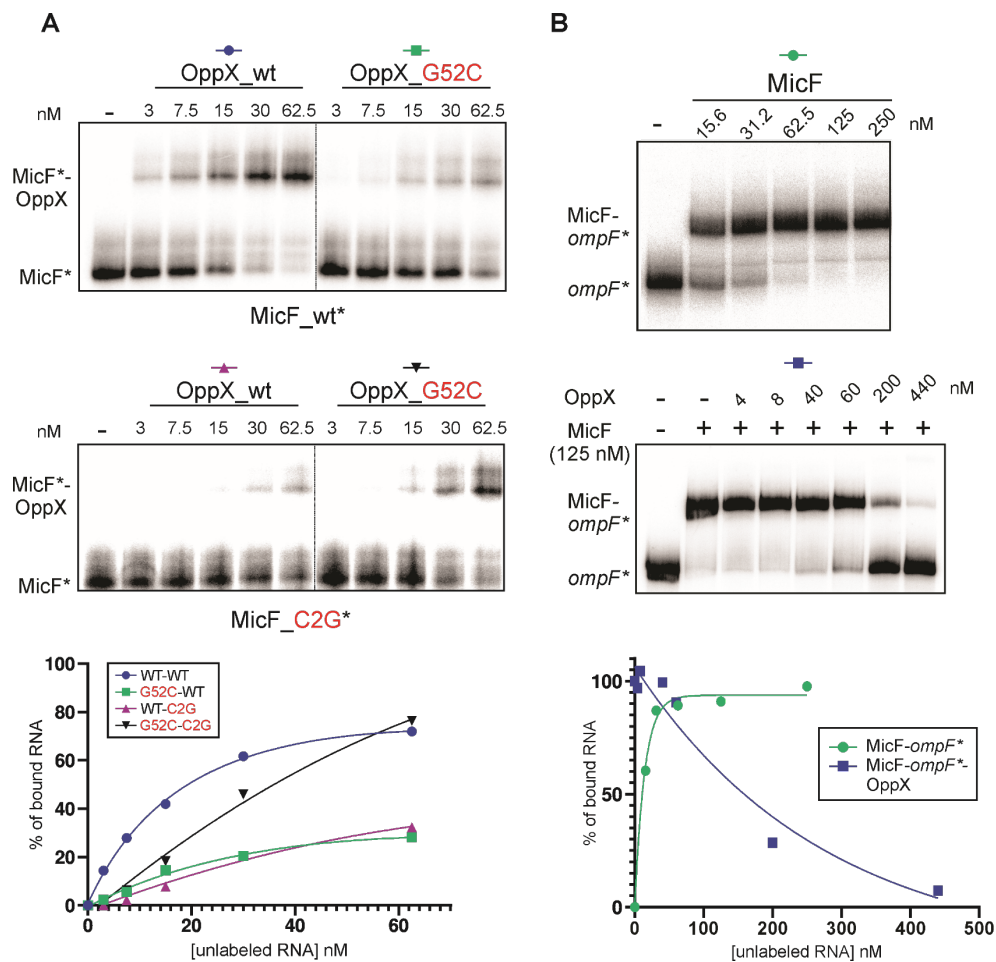 A
OppX_wt
OppX_G52C
nM
– 3 7.5 15 30 62.5 3 7.5 15 30 62.5
MicF*-
OppX
MicF*
MicF_wt*
OppX_wt
OppX_G52C
nM
– 3 7.5 15 30 62.5 3 7.5 15 30 62.5
MicF*-
OppX
MicF*
MicF_C2G*
WT-WT
G52C-WT
WT-C2G
G52C-C2G
% of bound RNA
80
60
40
20
0
0 20 40 60
[unlabeled RNA] nM
B
MicF
– 15.6 31.2 62.5 125 250 nM
MicF-
ompF*
ompF*
OppX – – 4 8 40 60 200 440 nM
MicF – + + + + + + +
(125 nM)
MicF-
ompF*
ompF*
% of bound RNA
100
50
0
MicF-ompF*
MicF-ompF*-
OppX
0 100 200 300 400 500
[unlabeled RNA] nM